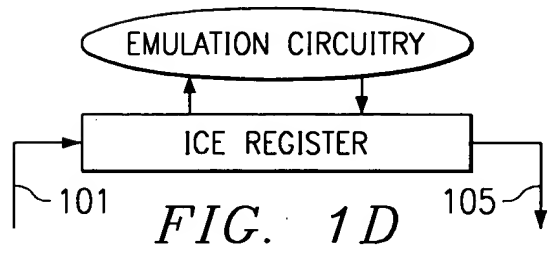 EMULATION CIRCUITRY
ICE REGISTER
101
105
FIG. 1D